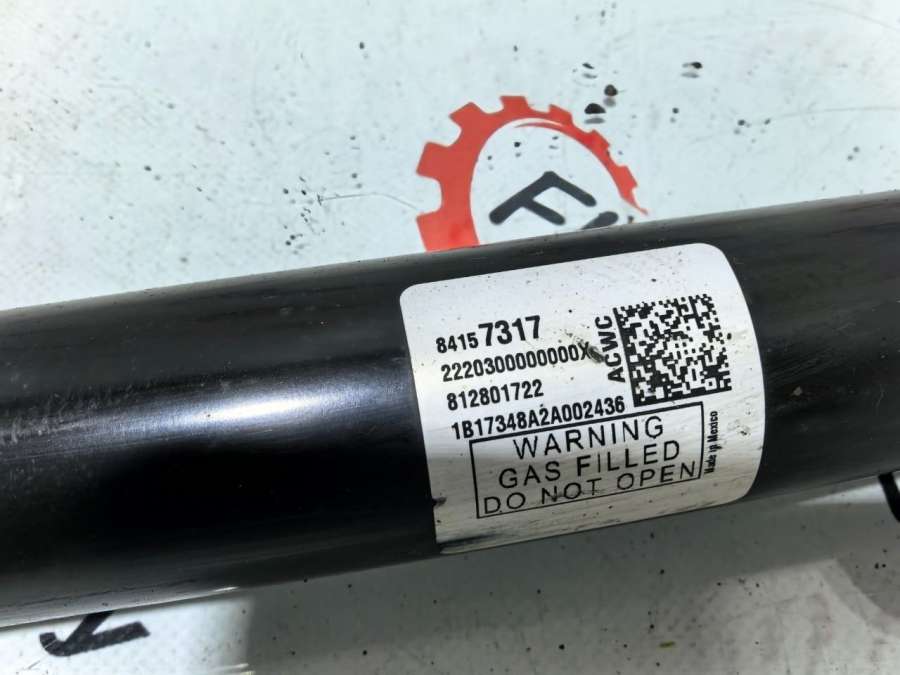 84157317
2220300000000X
812801722
1B17348A2A002436
ACWC
WARNING
GAS FILLED
DO NOT OPEN
Made in Mexico